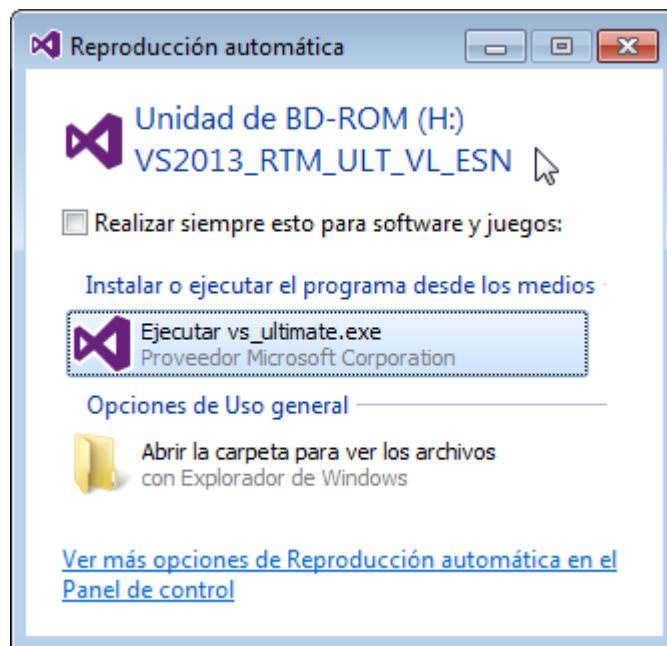 Reproducción automática
Unidad de BD-ROM (H:)
VS2013_RTM_ULT_VL_ESN
Realizar siempre esto para software y juegos:
Instalar o ejecutar el programa desde los medios
Ejecutar vs_ultimate.exe
Proveedor Microsoft Corporation
Opciones de Uso general
Abrir la carpeta para ver los archivos
con Explorador de Windows
Ver más opciones de Reproducción automática en el
Panel de control